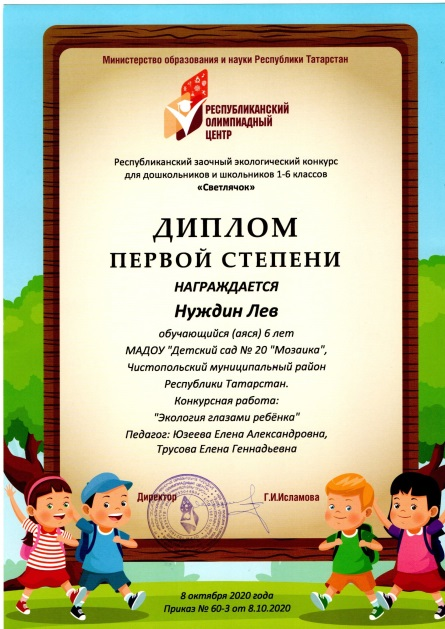 Министерство образования и науки Республики Татарстан
РЕСПУБЛИКАНСКИЙ
ОЛИМПИАДНЫЙ
ЦЕНТР
Республиканский заочный экологический конкурс
для дошкольников и школьников 1-6 классов
«Светлячок»
ДИПЛОМ
ПЕРВОЙ СТЕПЕНИ
НАГРАЖДАЕТСЯ
Нуждин Лев
обучающийся (аяся) 6 лет
МАДОУ "Детский сад № 20 "Мозаика",
Чистопольский муниципальный район
Республики Татарстан.
Конкурсная работа:
"Экология глазами ребёнка"
Педагог: Юзеева Елена Александровна,
Трусова Елена Геннадьевна
Директор Г.И.Исламова
8 октября 2020 года
Приказ № 60-3 от 8.10.2020